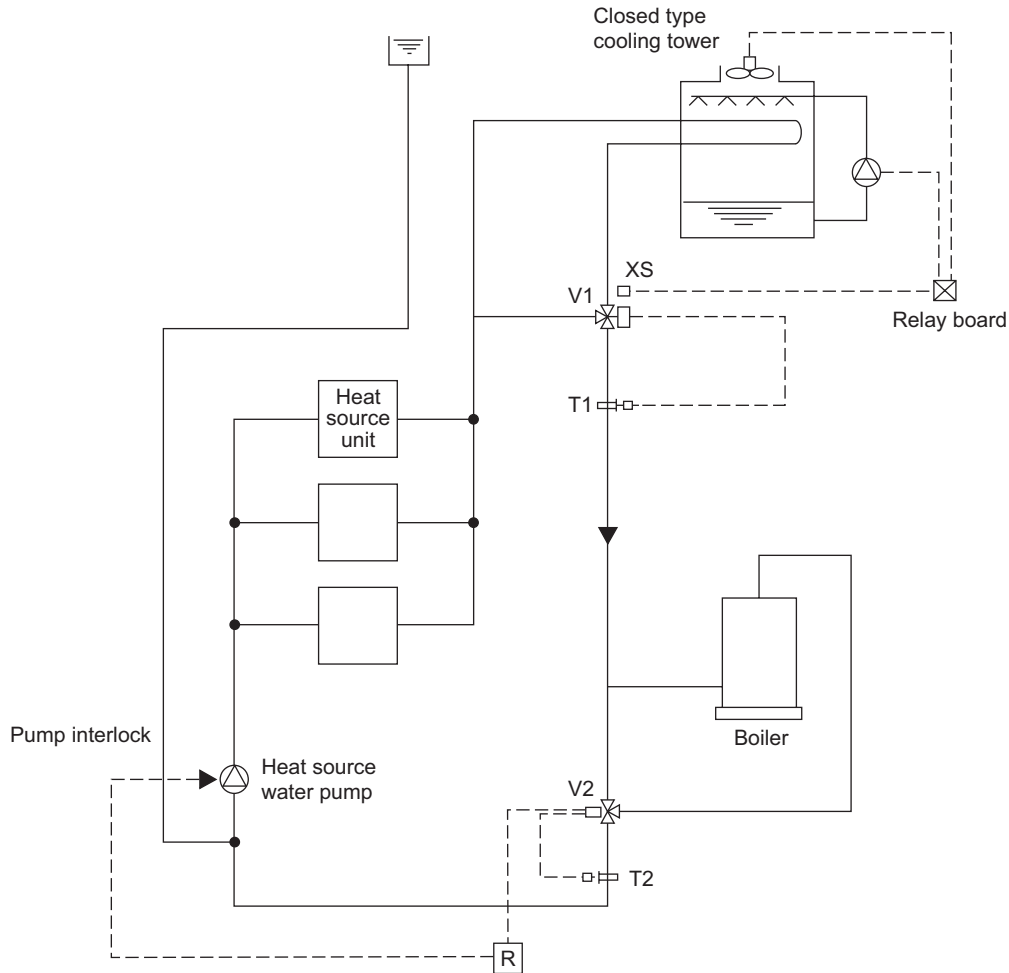 Closed type
cooling tower
XS
V1
Relay board
T1
Heat
source
unit
Boiler
Pump interlock
Heat source
water pump
V2
T2
R